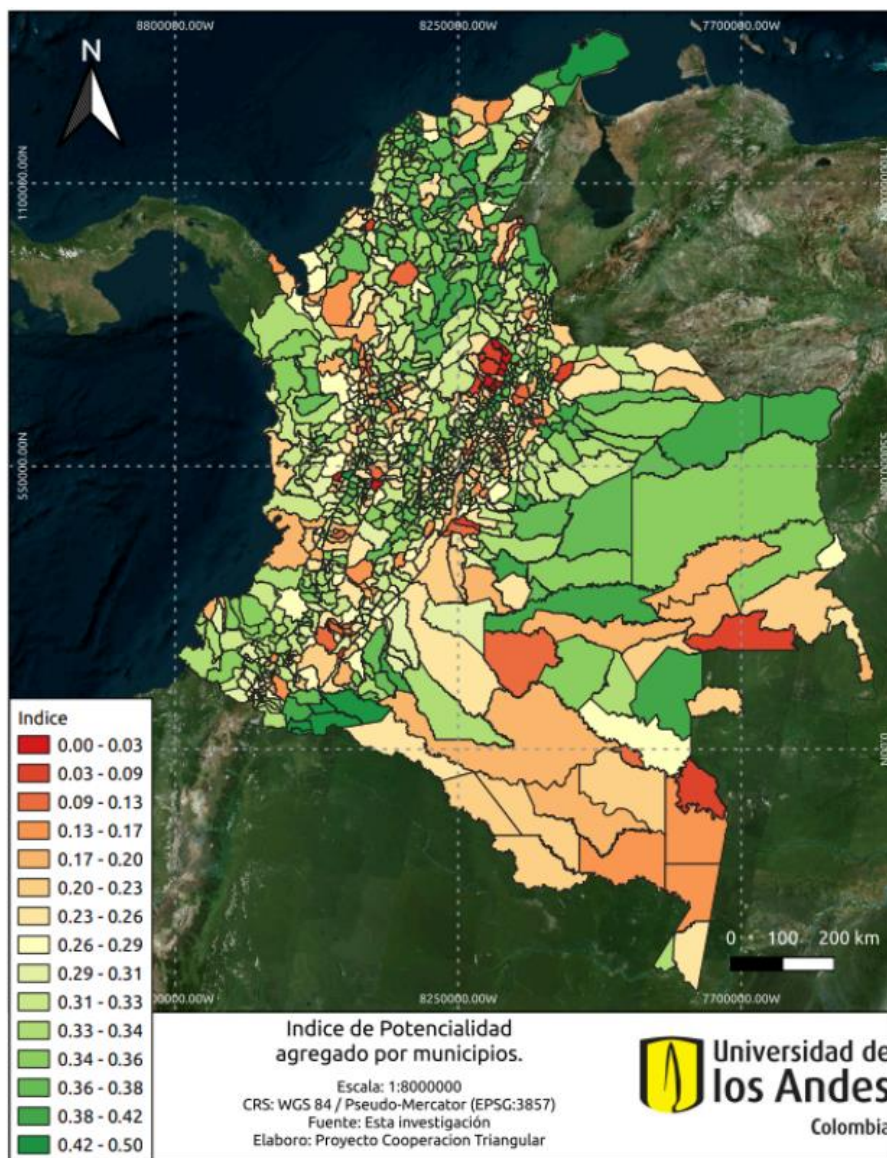 8800000.00W 8250000.00W 7700000.00W
N
1100000.00N
550000.00N
0.00N
Indice
0.00 - 0.03
0.03 - 0.09
0.09 - 0.13
0.13 - 0.17
0.17 - 0.20
0.20 - 0.23
0.23 - 0.26
0.26 - 0.29
0.29 - 0.31
0.31 - 0.33
0.33 - 0.34
0.34 - 0.36
0.36 - 0.38
0.38 - 0.42
0.42 - 0.50
0 100 200 km
8250000.00W 7700000.00W
Indice de Potencialidad
agregado por municipios.
Escala: 1:8000000
CRS: WGS 84 / Pseudo-Mercator (EPSG:3857)
Fuente: Esta investigación
Elaboro: Proyecto Cooperacion Triangular
Universidad de
los Andes
Colombia